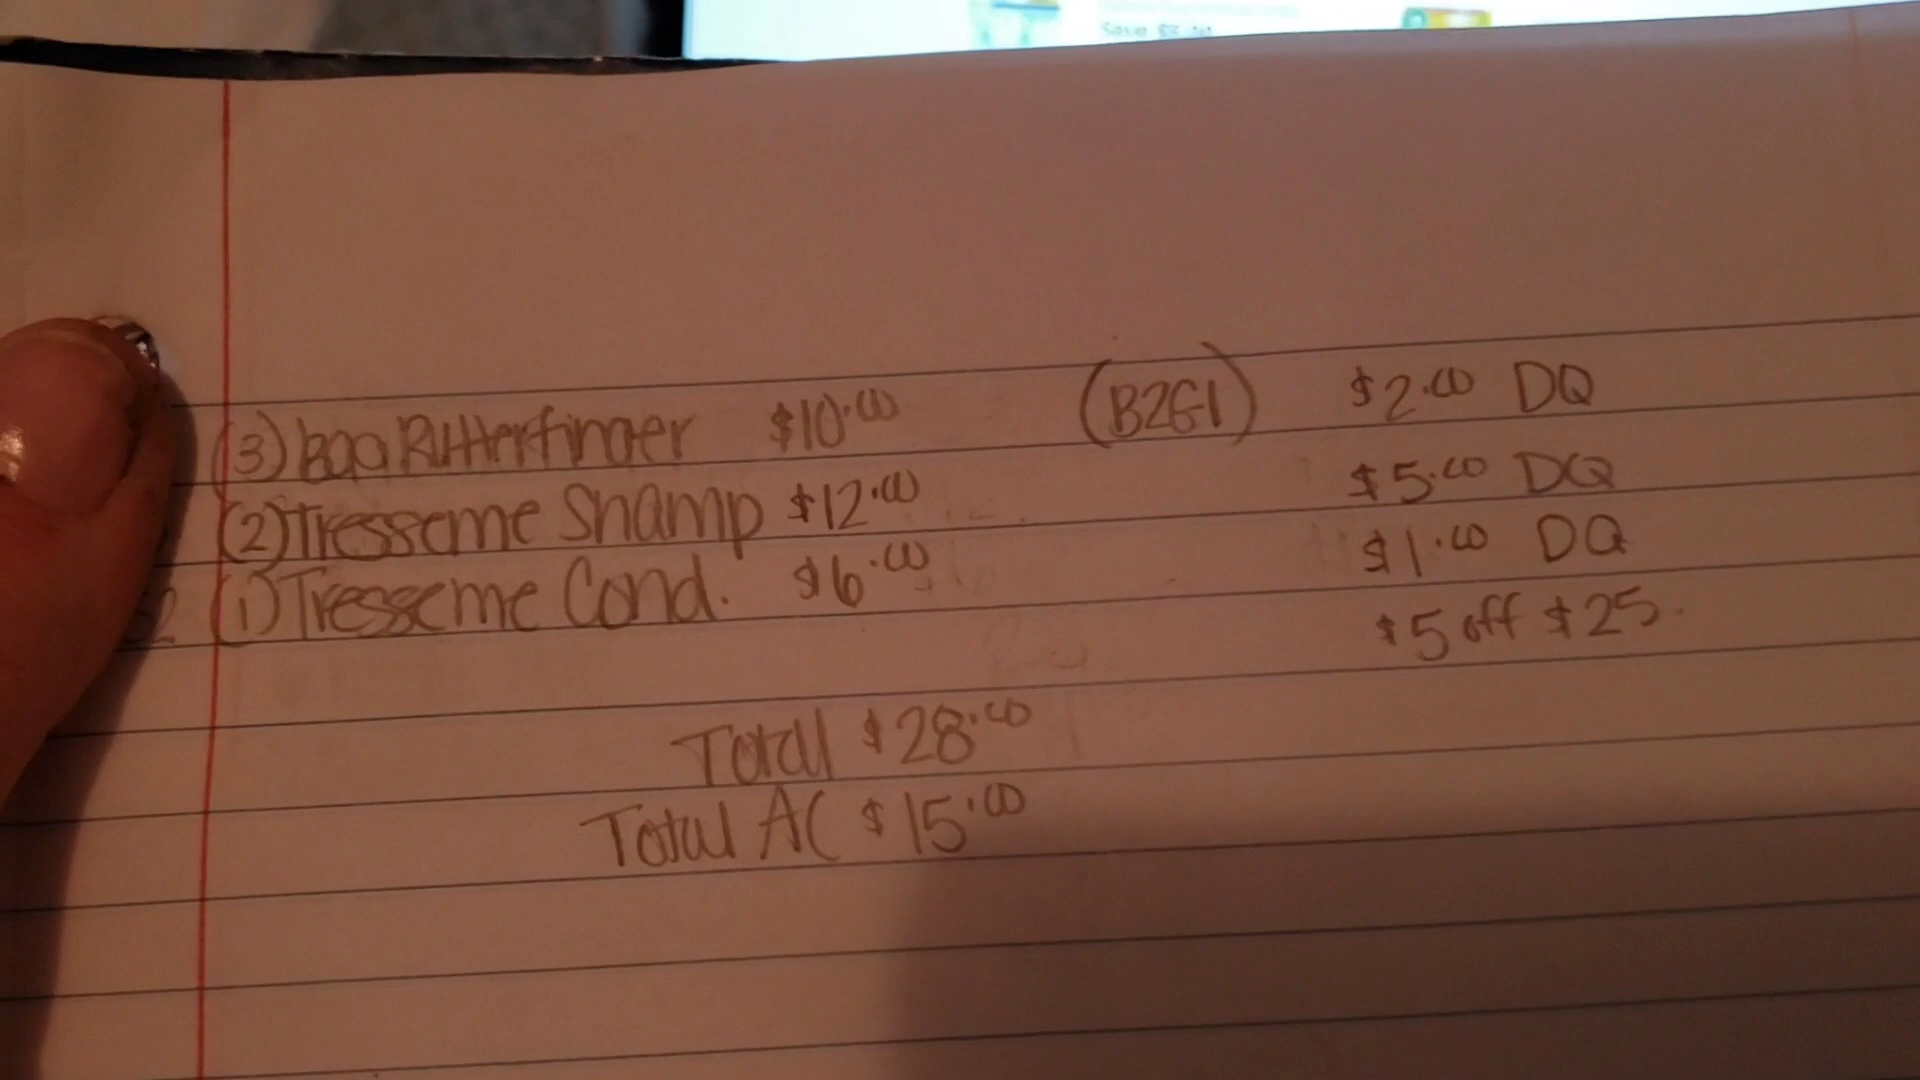 Save
(3) Bag Butterfinger $10.00 (B2G1) $2.00 DQ
(2) Tresseme Shamp $12.00 $5.00 DQ
(1) Tresseme Cond. $6.00 $1.00 DQ
$5 off $25.
Total $28.00
Total AC $15.00